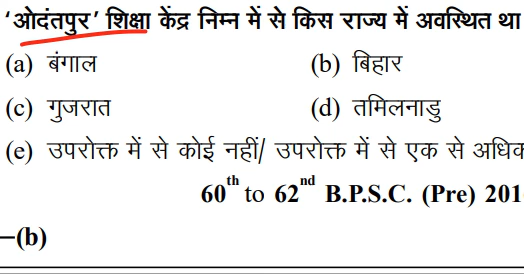 ‘ओदंतपुर’ शिक्षा केंद्र निम्न में से किस राज्य में अवस्थित था
(a) बंगाल (b) बिहार
(c) गुजरात (d) तमिलनाडु
(e) उपरोक्त में से कोई नहीं/ उपरोक्त में से एक से अधिक
60th to 62nd B.P.S.C. (Pre) 201
–(b)